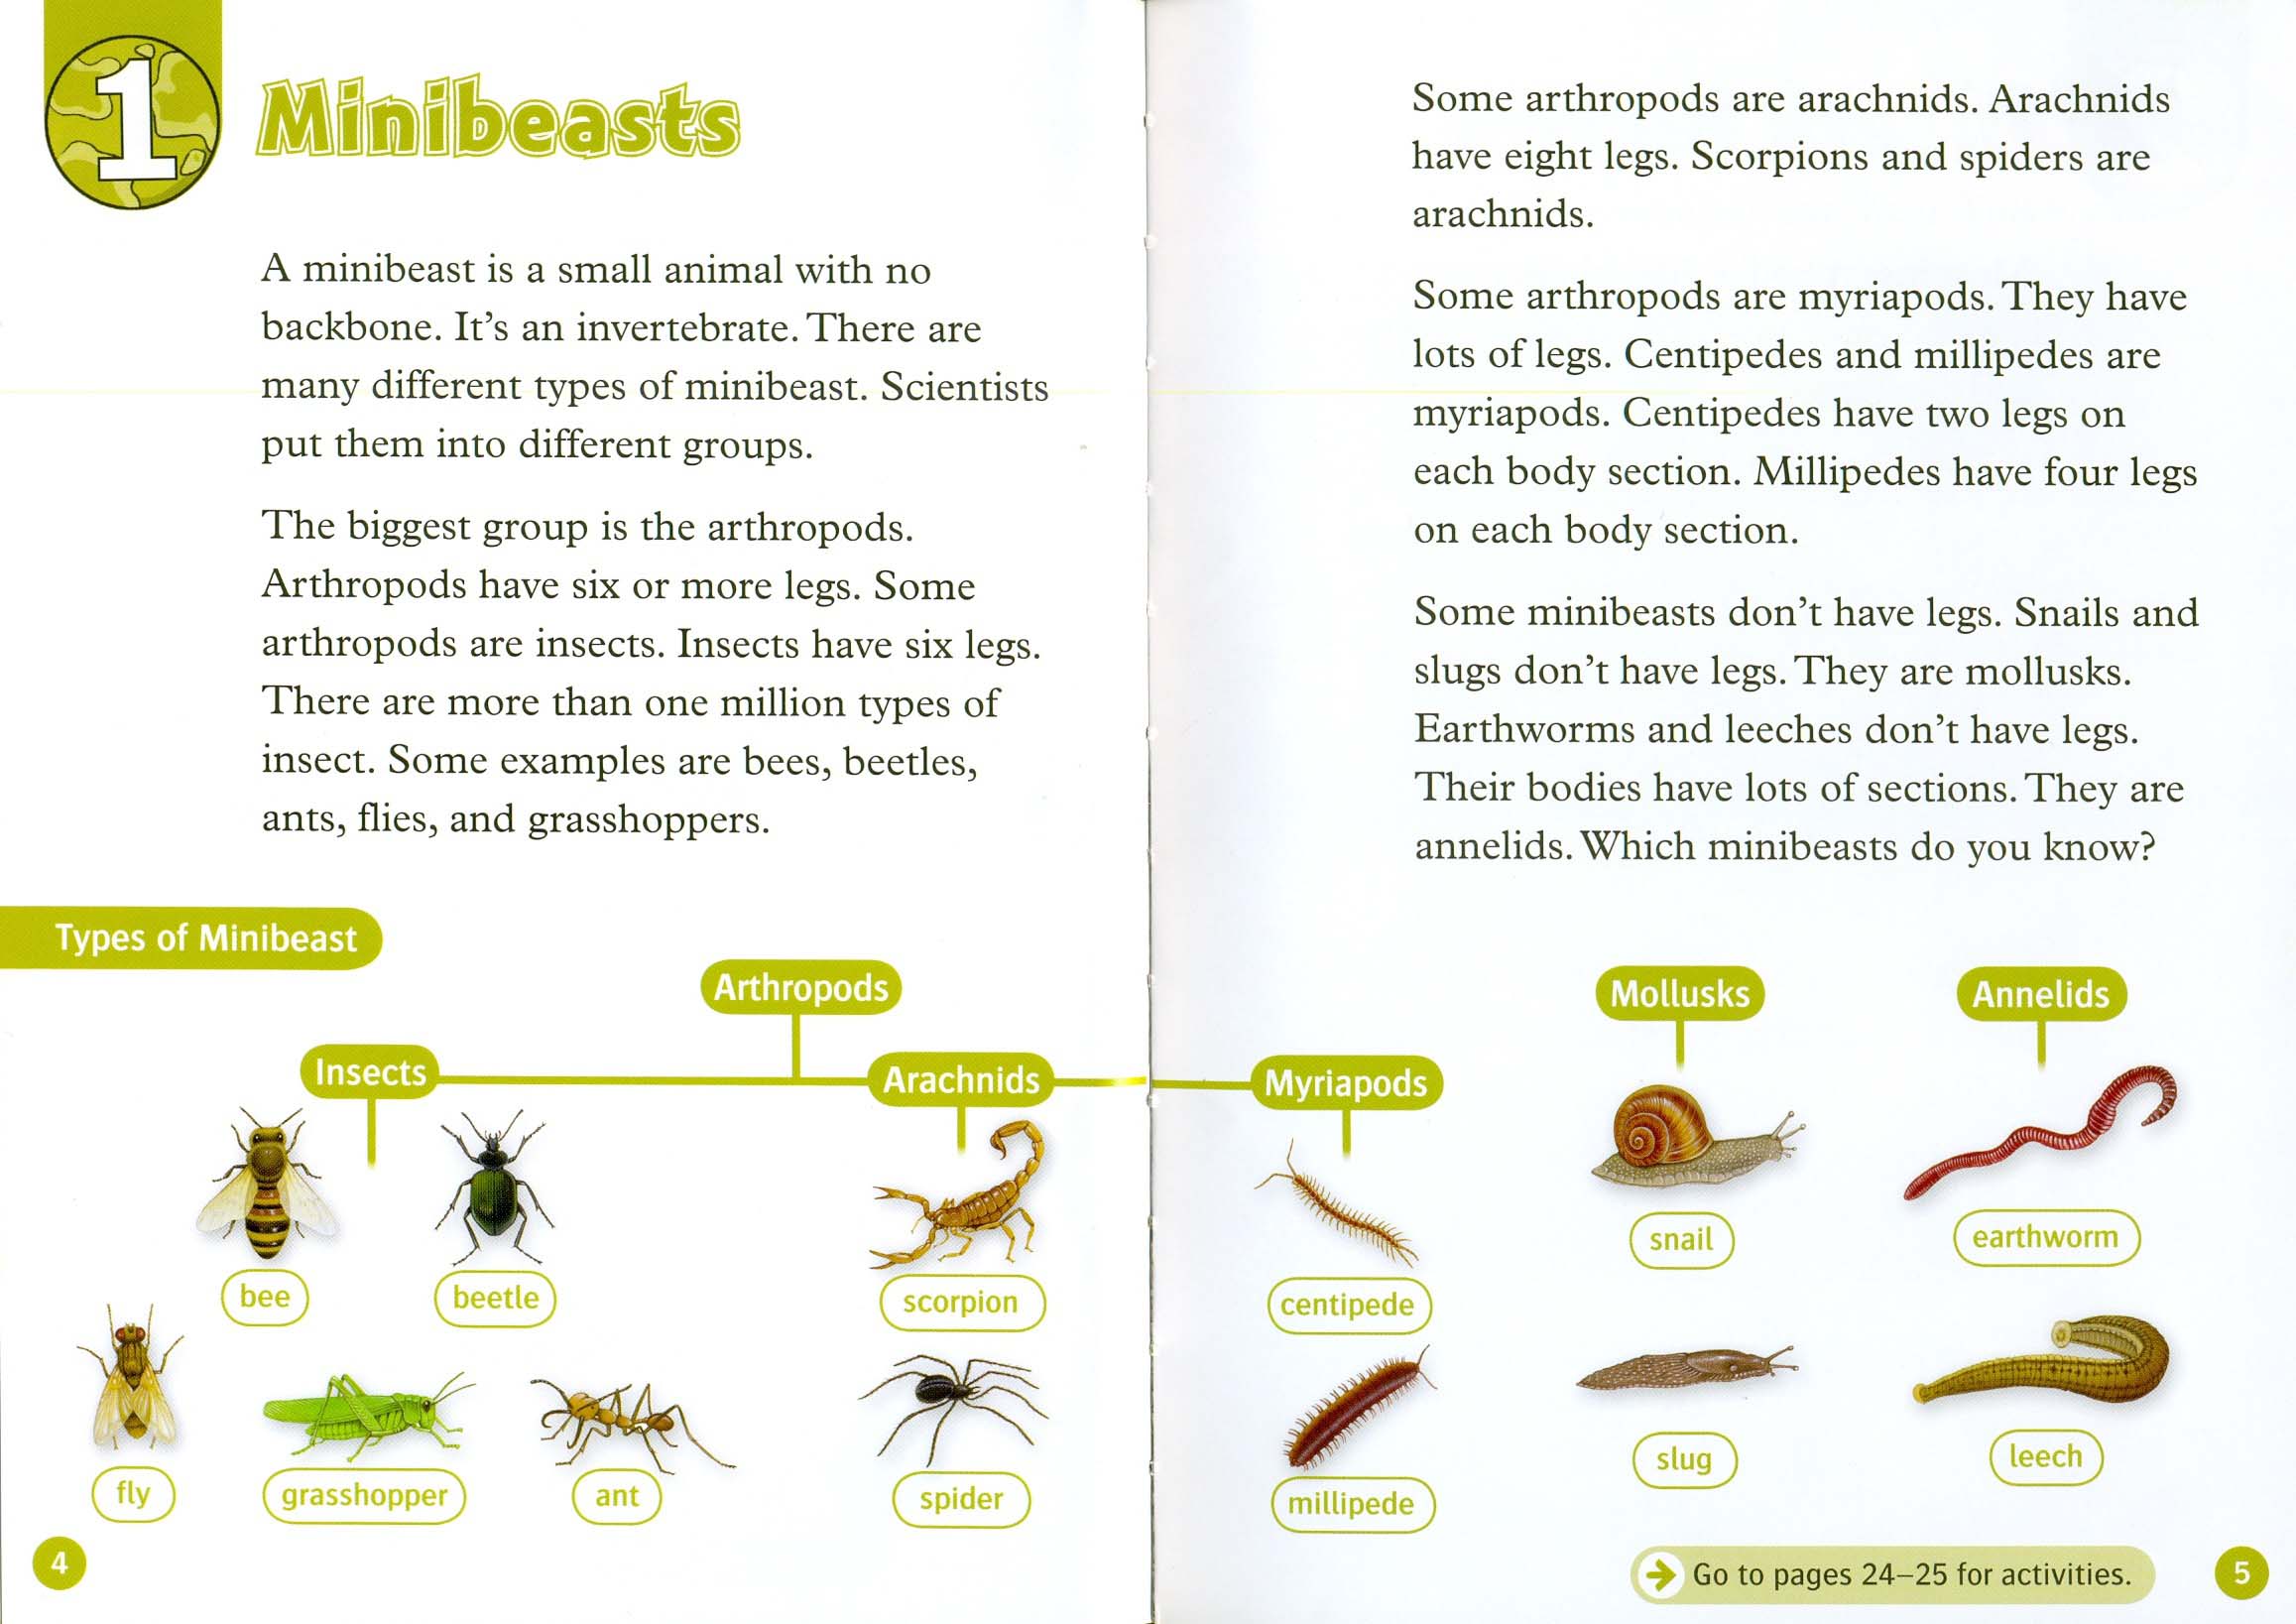 1
Minibeasts
A minibeast is a small animal with no
backbone. It's an invertebrate. There are
many different types of minibeast. Scientists
put them into different groups.
The biggest group is the arthropods.
Arthropods have six or more legs. Some
arthropods are insects. Insects have six legs.
There are more than one million types of
insect. Some examples are bees, beetles,
ants, flies, and grasshoppers.
Some arthropods are arachnids. Arachnids
have eight legs. Scorpions and spiders are
arachnids.
Some arthropods are myriapods. They have
lots of legs. Centipedes and millipedes are
myriapods. Centipedes have two legs on
each body section. Millipedes have four legs
on each body section.
Some minibeasts don't have legs. Snails and
slugs don't have legs. They are mollusks.
Earthworms and leeches don't have legs.
Their bodies have lots of sections. They are
annelids. Which minibeasts do you know?
Types of Minibeast
Arthropods
Insects
Arachnids
Myriapods
Mollusks
Annelids
bee
beetle
fly
grasshopper
ant
scorpion
spider
centipede
millipede
snail
slug
earthworm
leech
4
Go to pages 24–25 for activities.
5